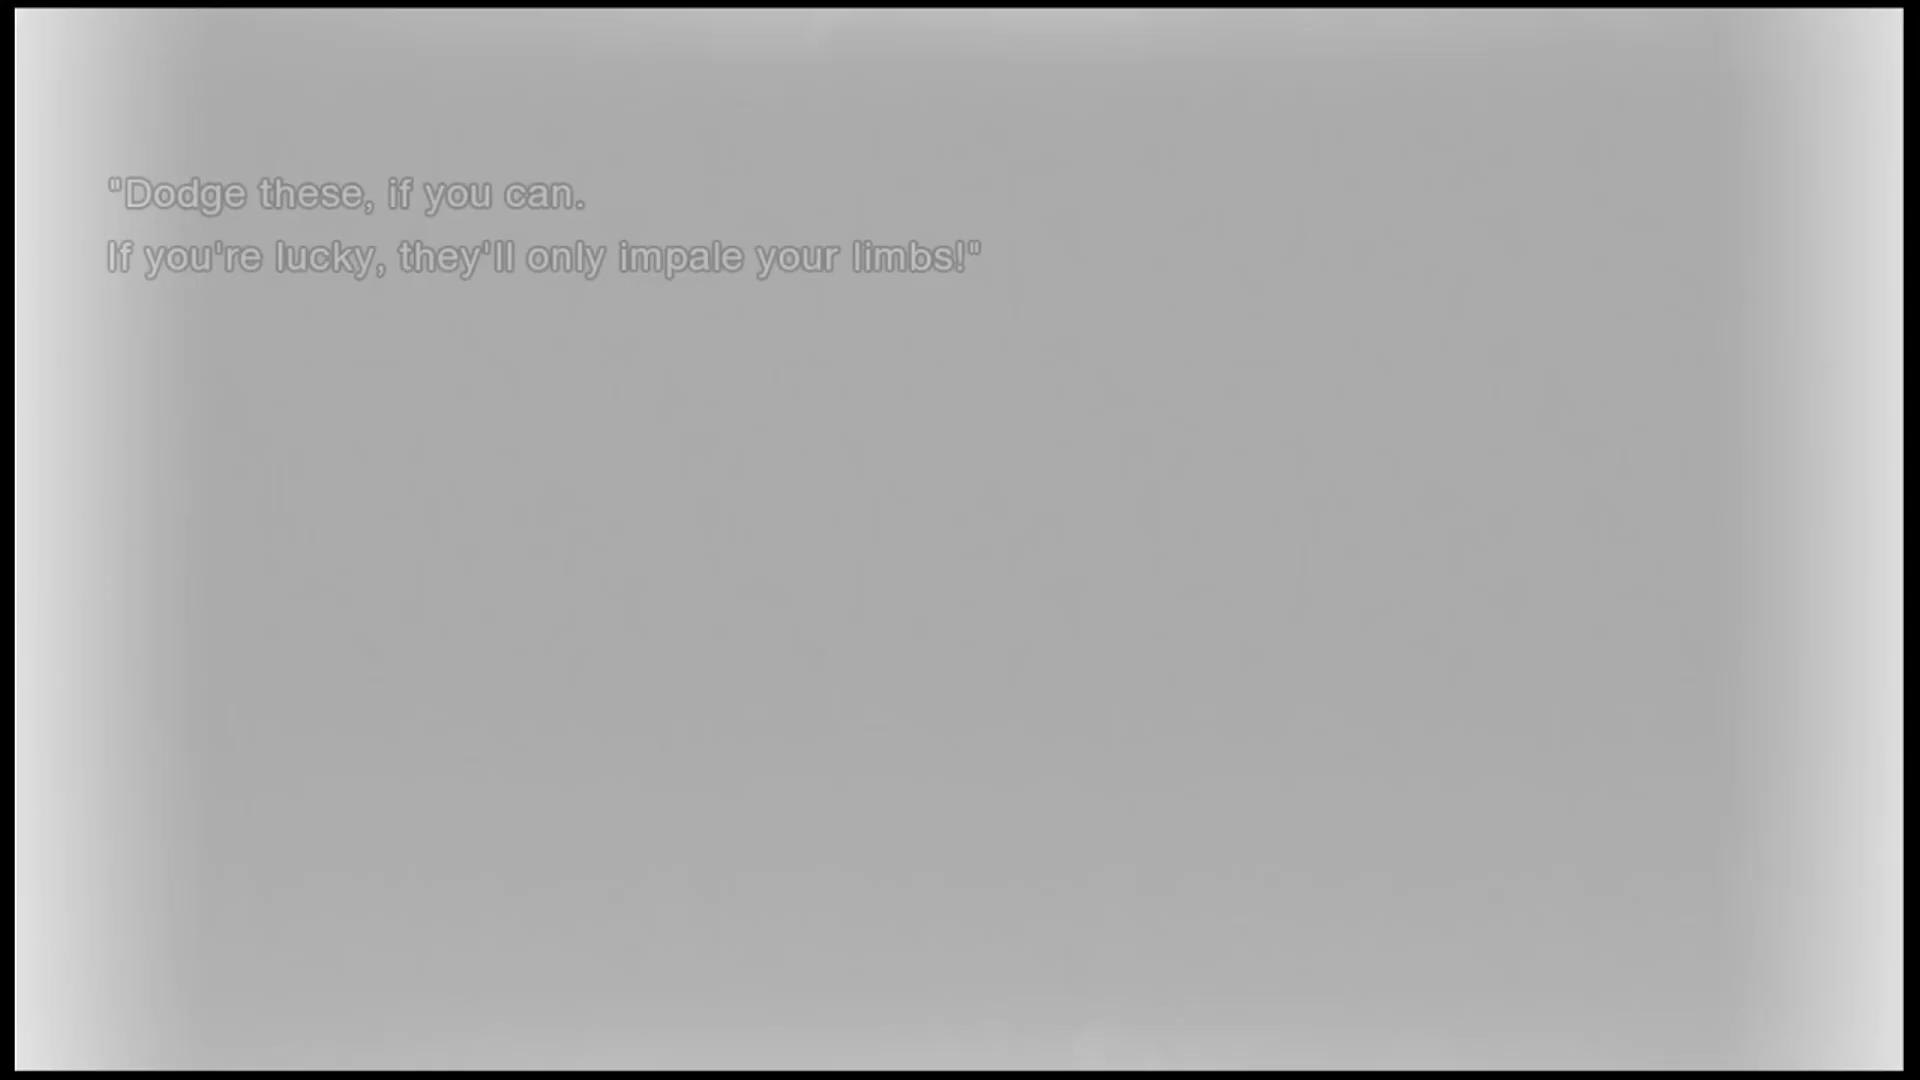 "Dodge these, if you can.
If you're lucky, they'll only impale your limbs!"